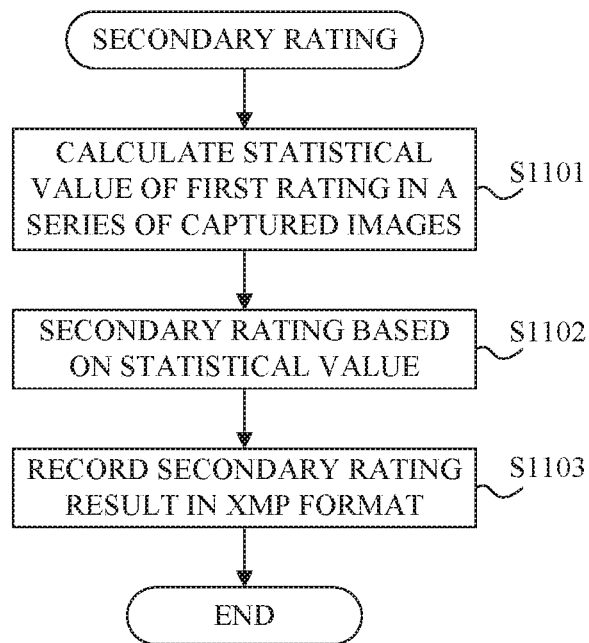 SECONDARY RATING
CALCULATE STATISTICAL
VALUE OF FIRST RATING IN A
SERIES OF CAPTURED IMAGES
S1101
SECONDARY RATING BASED
ON STATISTICAL VALUE
S1102
RECORD SECONDARY RATING
RESULT IN XMP FORMAT
S1103
END